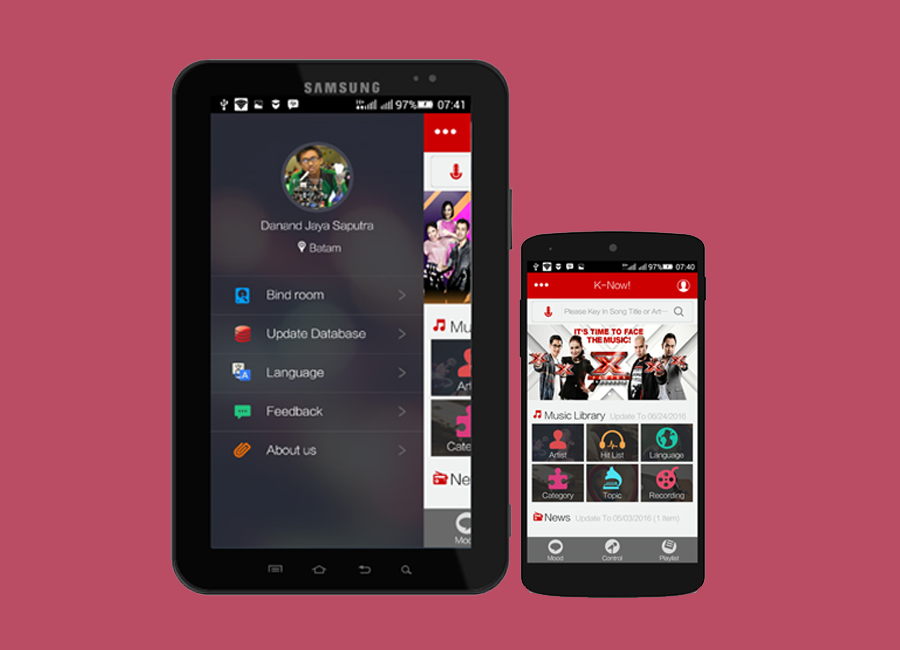 SAMSUNG
97% 07:41
Danand Jaya Saputra
Batam
Bind room
Update Database
Language
Feedback
About us
Mu
Art
Cate
Ne
Moo
97% 07:40
K-Now!
Please Key In Song Title or Art...
IT'S TIME TO FACE
THE MUSIC!
X
Music Library Update To 06/24/2016
Artist Hit List Language
Category Topic Recording
News Update To 05/03/2016 (1 Item)
Mood Control Playlist